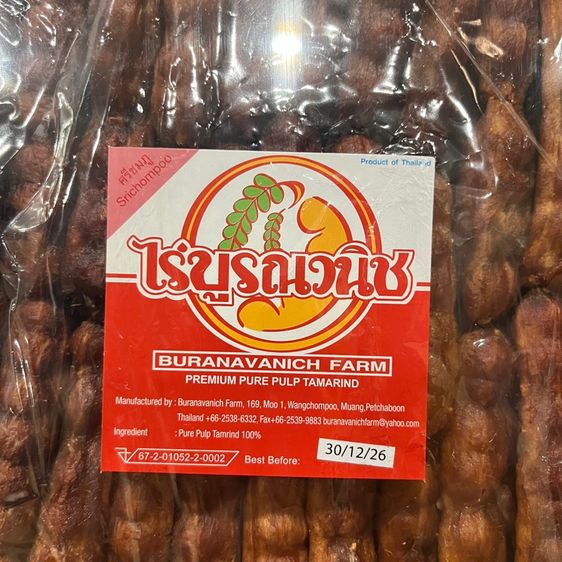 ศรีชมภู
Srichompoo
Product of Thailand
ไร่บูรณวนิช
BURANAVANICH FARM
PREMIUM PURE PULP TAMARIND
Manufactured by : Buranavanich Farm, 169, Moo 1, Wangchompoo, Muang,Petchaboon
Thailand +66-2538-6332, Fax+66-2539-9883 buranavanichfarm@yahoo.com
Ingredient : Pure Pulp Tamrind 100%
67-2-01052-2-0002 Best Before: 30/12/26